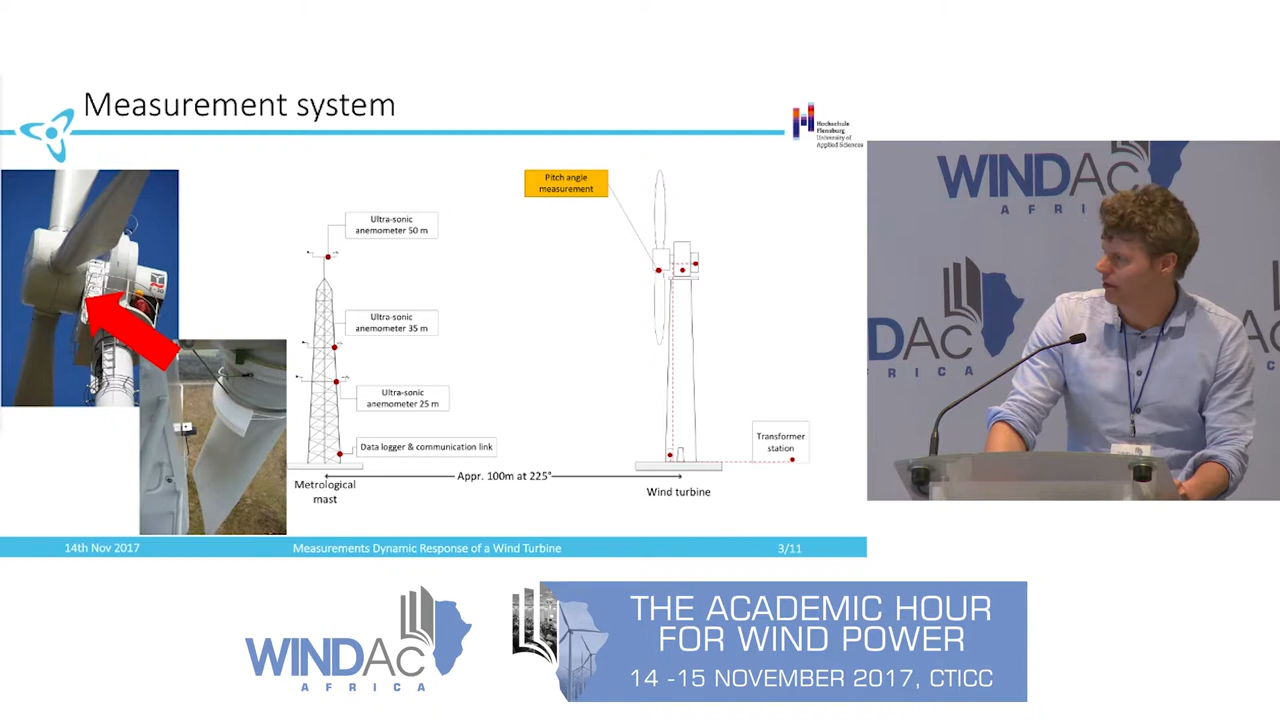 Measurement system
Hochschule
Flensburg
University of
Applied Sciences
Pitch angle
measurement
Ultra-sonic
anemometer 50 m
Ultra-sonic
anemometer 35 m
Ultra-sonic
anemometer 25 m
Data logger & communication link
Transformer
station
Appr. 100m at 225°
Metrological
mast
Wind turbine
14th Nov 2017
Measurements Dynamic Response of a Wind Turbine
3/11
WINDAC
AFRI
DAC
FRICA
WINDAC
AFRICA
THE ACADEMIC HOUR
FOR WIND POWER
14 -15 NOVEMBER 2017, CTICC